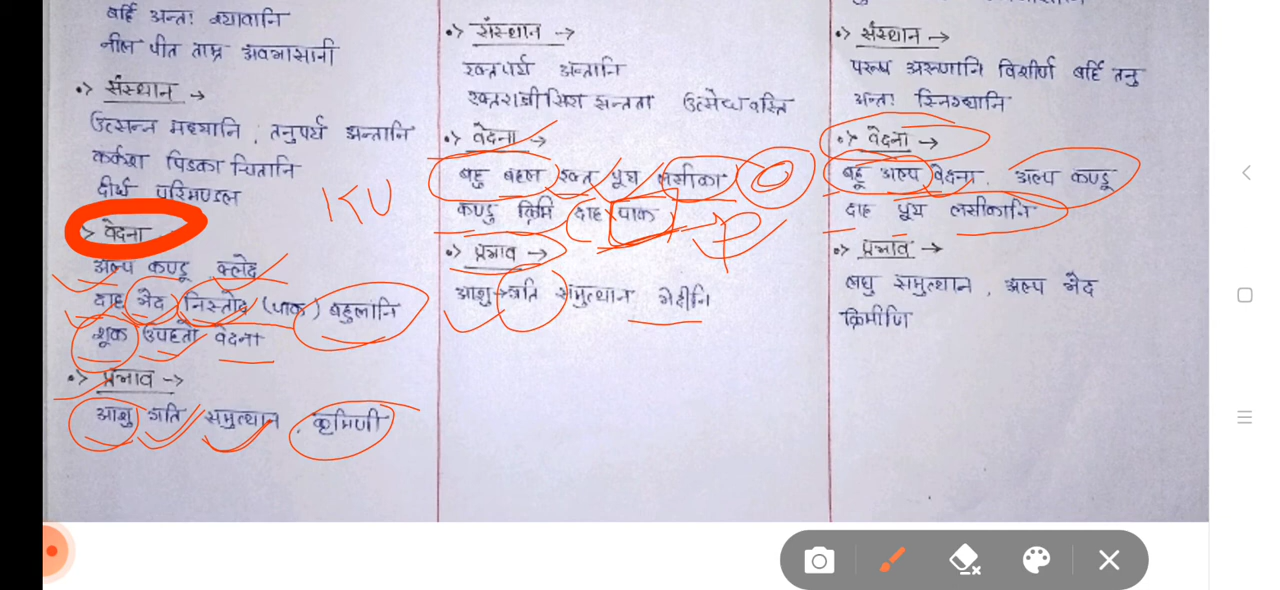 बहि अन्तः श्यावानि
नील पीत ताम्र अवभासानी
संस्थान →
उत्सन्न मध्यानि , तनुपर्य अन्तानि
कर्कश पिडका चितानि
दीर्घ परिमण्डल
वेदना
अल्प कण्डू क्लेद
दाह भेद निस्तोद (पाक) बहुलानि
शूक उपहतो वेदना
प्रभाव →
आशु गति समुत्थान , कृमिणी
KU
संस्थान →
रक्तपर्य अन्तानि
रक्तराजीसिरा सन्तता उत्सेधवन्ति
वेदना →
बहु बहल रक्त पूय लसीका
कण्डु क्रिमि दाह पाक → P
प्रभाव →
आशु → गति समुत्थान भेदीनि
संस्थान →
परुष अरुणानि विशीर्ण बर्हि तनु
अन्तः स्निग्धानि
वेदना →
बहू अल्प वेदना , अल्प कण्डू
दाह पूय लसीकानि
प्रभाव →
लघु समुत्थान , अल्प भेद
क्रिमीणि